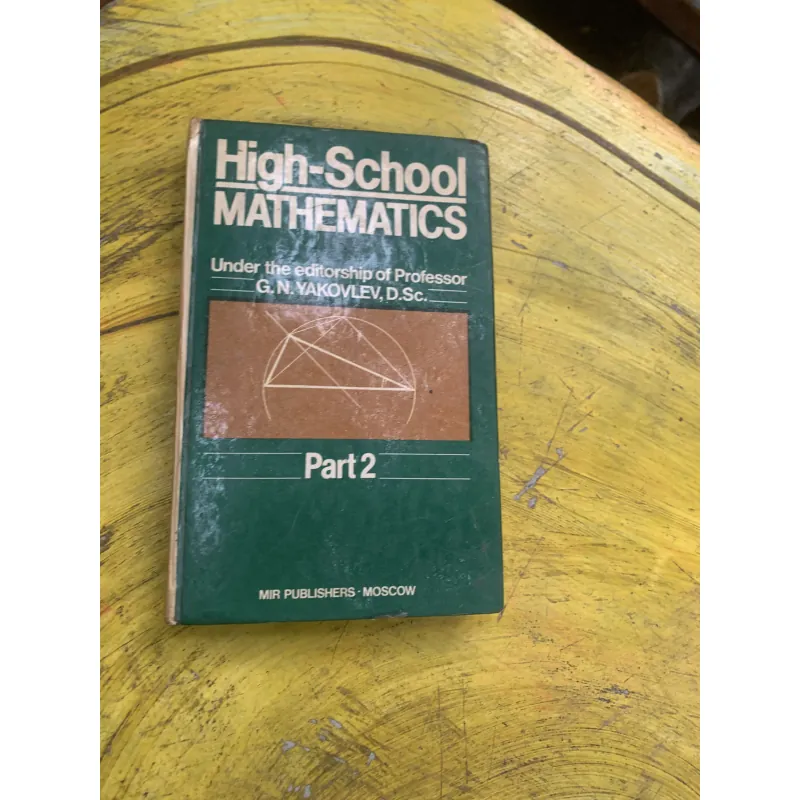 High-School
MATHEMATICS
Under the editorship of Professor
G. N. YAKOVLEV, D.Sc.
Part 2
MIR PUBLISHERS · MOSCOW